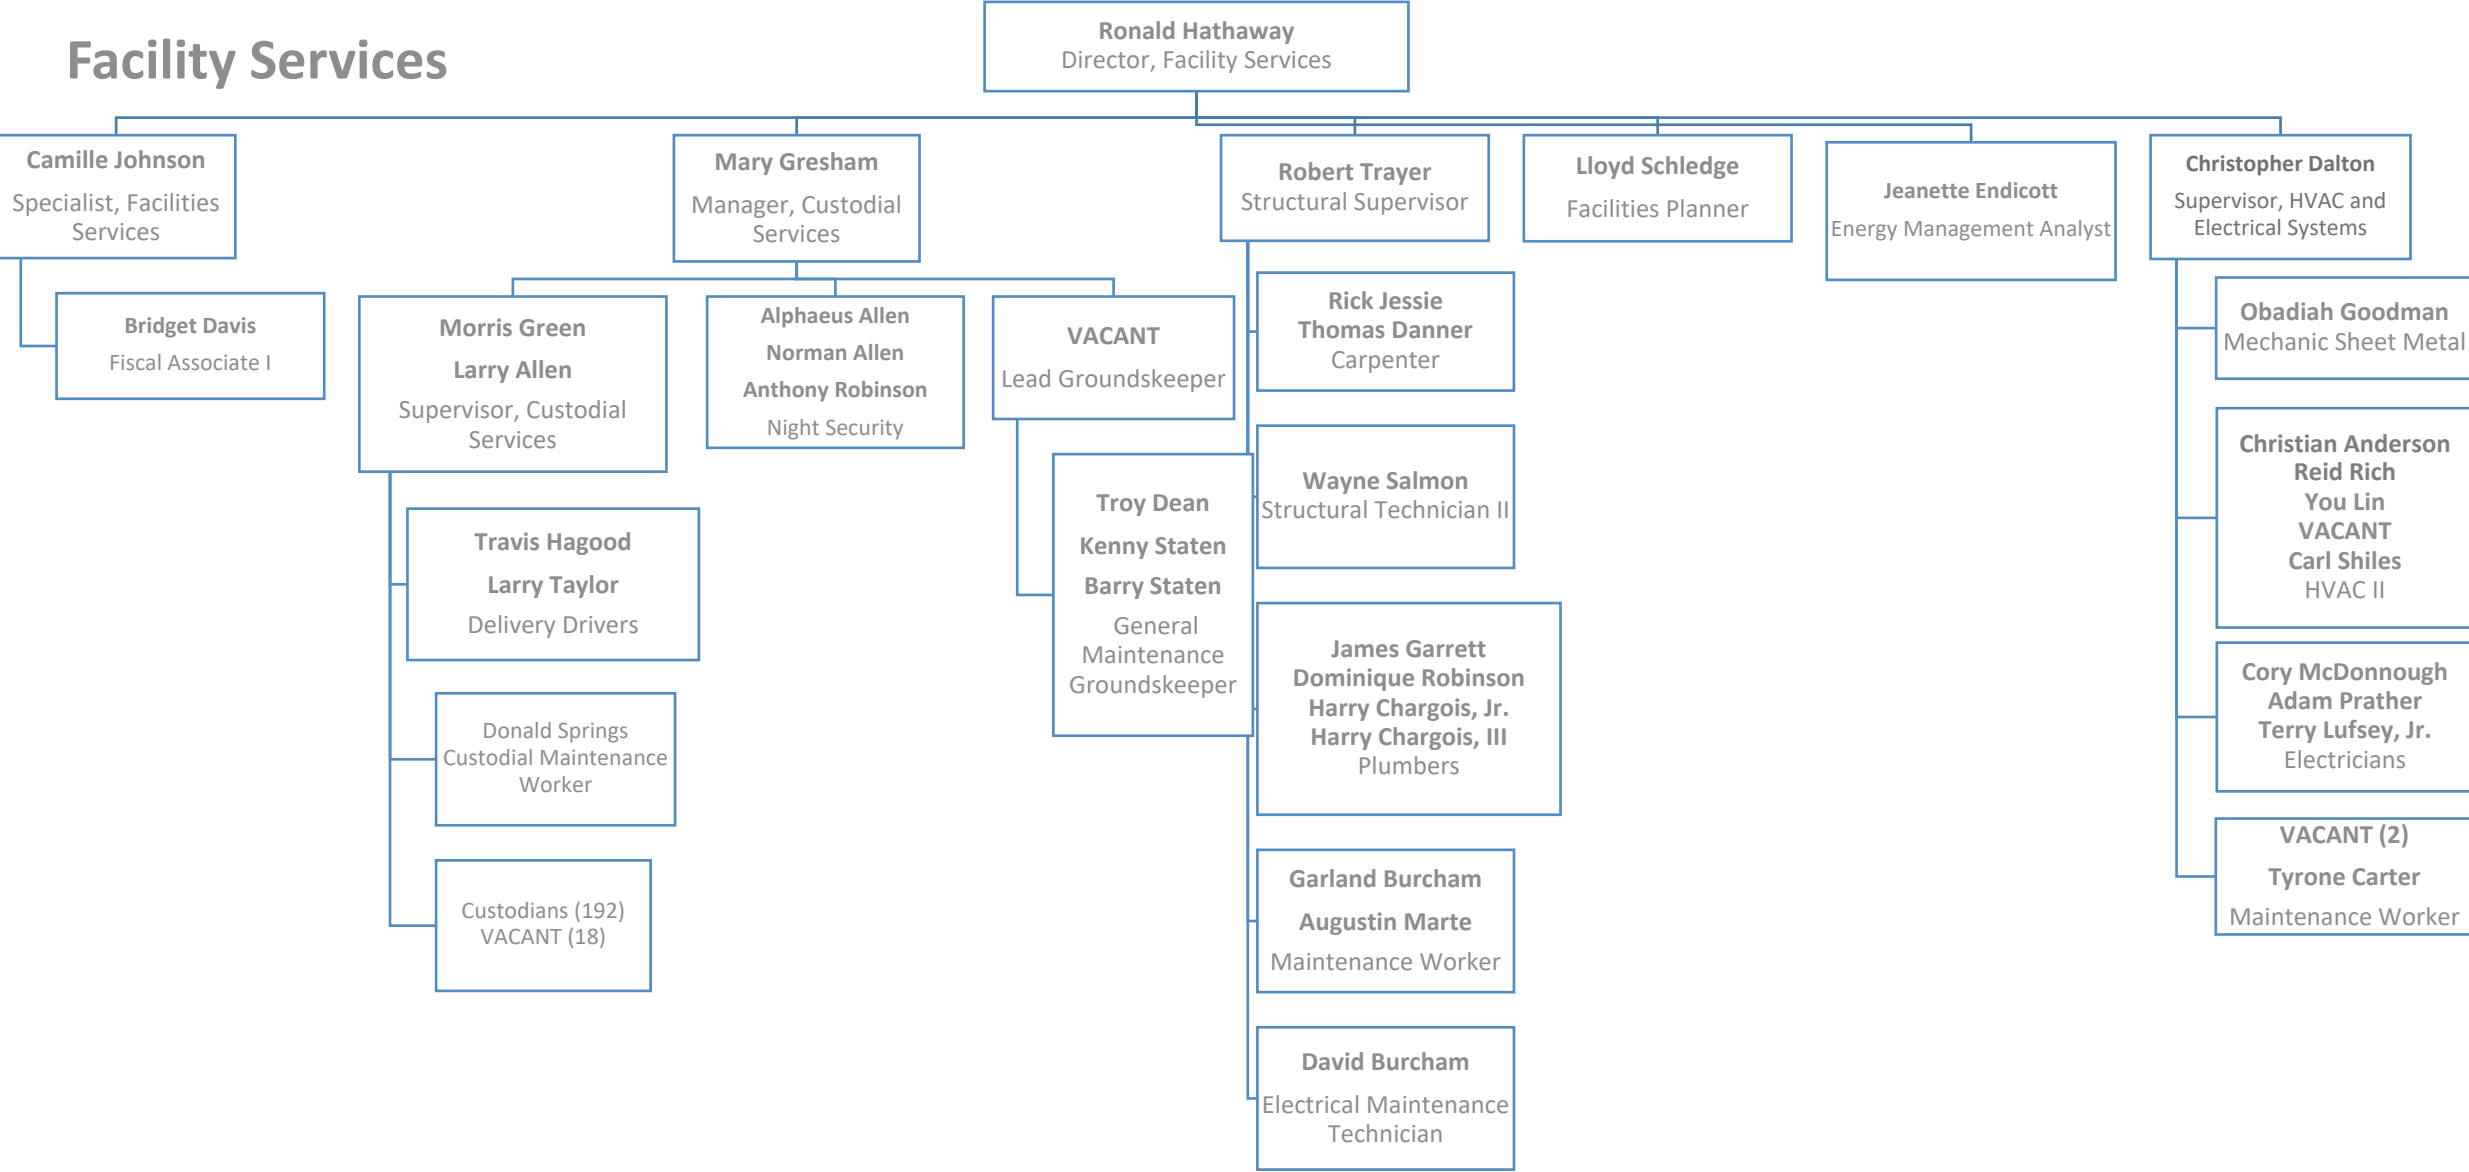 Facility Services
Ronald Hathaway
Director, Facility Services
Camille Johnson
Specialist, Facilities
Services
Bridget Davis
Fiscal Associate I
Mary Gresham
Manager, Custodial
Services
Morris Green
Larry Allen
Supervisor, Custodial
Services
Travis Hagood
Larry Taylor
Delivery Drivers
Donald Springs
Custodial Maintenance
Worker
Custodians (192)
VACANT (18)
Alphaeus Allen
Norman Allen
Anthony Robinson
Night Security
VACANT
Lead Groundskeeper
Troy Dean
Kenny Staten
Barry Staten
General
Maintenance
Groundskeeper
Robert Trayer
Structural Supervisor
Rick Jessie
Thomas Danner
Carpenter
Wayne Salmon
Structural Technician II
James Garrett
Dominique Robinson
Harry Chargois, Jr.
Harry Chargois, III
Plumbers
Garland Burcham
Augustin Marte
Maintenance Worker
David Burcham
Electrical Maintenance
Technician
Lloyd Schledge
Facilities Planner
Jeanette Endicott
Energy Management Analyst
Christopher Dalton
Supervisor, HVAC and
Electrical Systems
Obadiah Goodman
Mechanic Sheet Metal
Christian Anderson
Reid Rich
You Lin
VACANT
Carl Shiles
HVAC II
Cory McDonnough
Adam Prather
Terry Lufsey, Jr.
Electricians
VACANT (2)
Tyrone Carter
Maintenance Worker